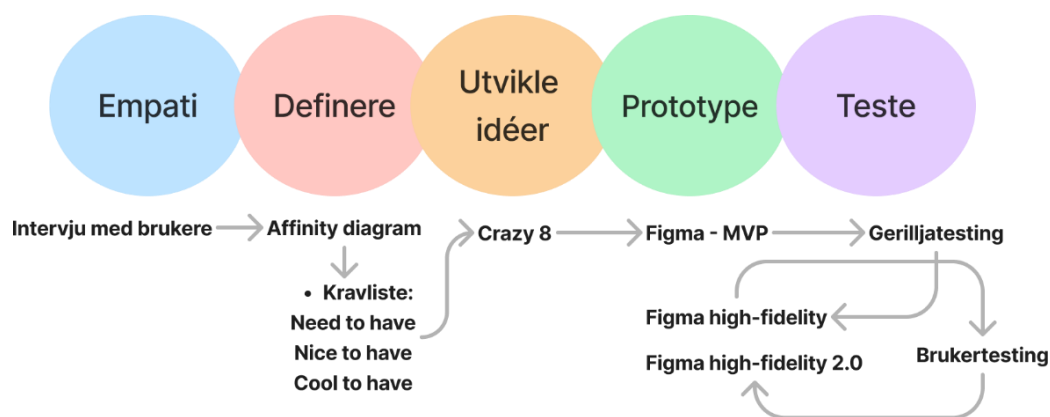 Empati
Definere
Utvikle
idéer
Prototype
Teste
Intervju med brukere
Affinity diagram
Crazy 8
Figma - MVP
Gerilljatesting
• Kravliste:
Need to have
Nice to have
Cool to have
Figma high-fidelity
Figma high-fidelity 2.0
Brukertesting